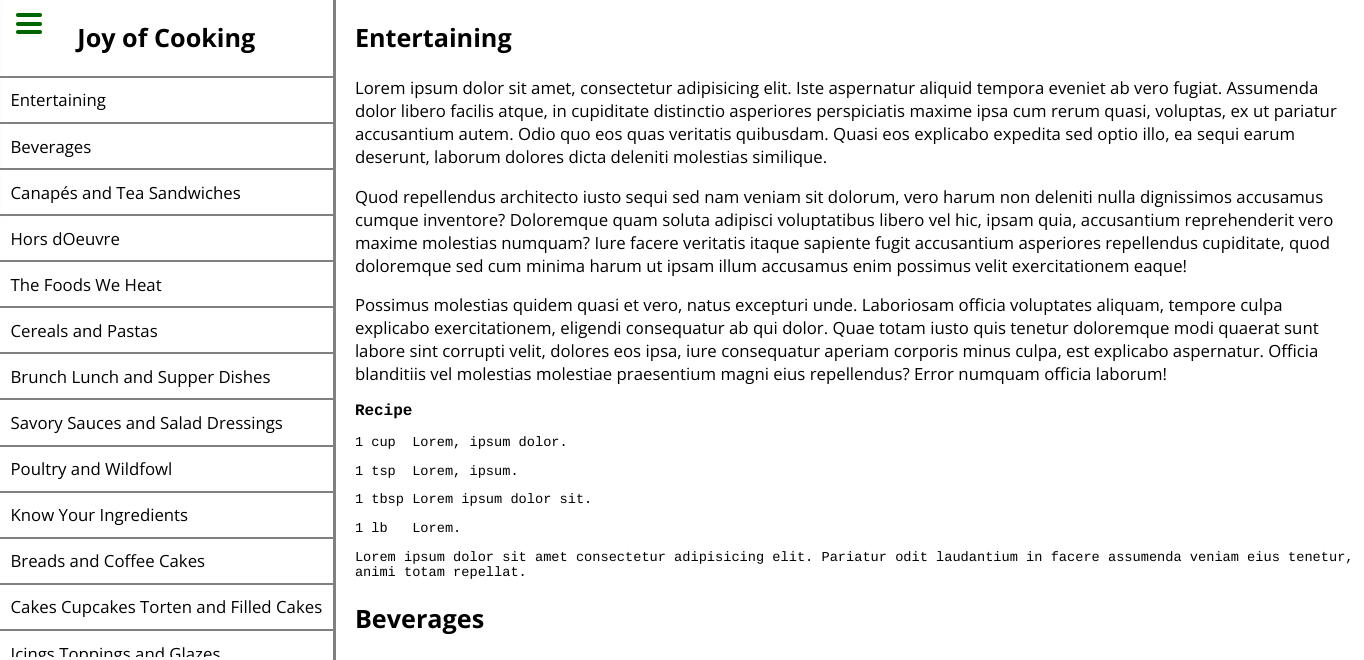 Joy of Cooking
Entertaining
Beverages
Canapés and Tea Sandwiches
Hors dOeuvre
The Foods We Heat
Cereals and Pastas
Brunch Lunch and Supper Dishes
Savory Sauces and Salad Dressings
Poultry and Wildfowl
Know Your Ingredients
Breads and Coffee Cakes
Cakes Cupcakes Torten and Filled Cakes
Icings Toppings and Glazes
Entertaining
Lorem ipsum dolor sit amet, consectetur adipisicing elit. Iste aspernatur aliquid tempora eveniet ab vero fugiat. Assumenda
dolor libero facilis atque, in cupiditate distinctio asperiores perspiciatis maxime ipsa cum rerum quasi, voluptas, ex ut pariatur
accusantium autem. Odio quo eos quas veritatis quibusdam. Quasi eos explicabo expedita sed optio illo, ea sequi earum
deserunt, laborum dolores dicta deleniti molestias similique.
Quod repellendus architecto iusto sequi sed nam veniam sit dolorum, vero harum non deleniti nulla dignissimos accusamus
cumque inventore? Doloremque quam soluta adipisci voluptatibus libero vel hic, ipsam quia, accusantium reprehenderit vero
maxime molestias numquam? Iure facere veritatis itaque sapiente fugit accusantium asperiores repellendus cupiditate, quod
doloremque sed cum minima harum ut ipsam illum accusamus enim possimus velit exercitationem eaque!
Possimus molestias quidem quasi et vero, natus excepturi unde. Laboriosam officia voluptates aliquam, tempore culpa
explicabo exercitationem, eligendi consequatur ab qui dolor. Quae totam iusto quis tenetur doloremque modi quaerat sunt
labore sint corrupti velit, dolores eos ipsa, iure consequatur aperiam corporis minus culpa, est explicabo aspernatur. Officia
blanditiis vel molestias molestiae praesentium magni eius repellendus? Error numquam officia laborum!
Recipe
1 cup  Lorem, ipsum dolor.
1 tsp  Lorem, ipsum.
1 tbsp Lorem ipsum dolor sit.
1 lb   Lorem.
Lorem ipsum dolor sit amet consectetur adipisicing elit. Pariatur odit laudantium in facere assumenda veniam eius tenetur,
animi totam repellat.
Beverages